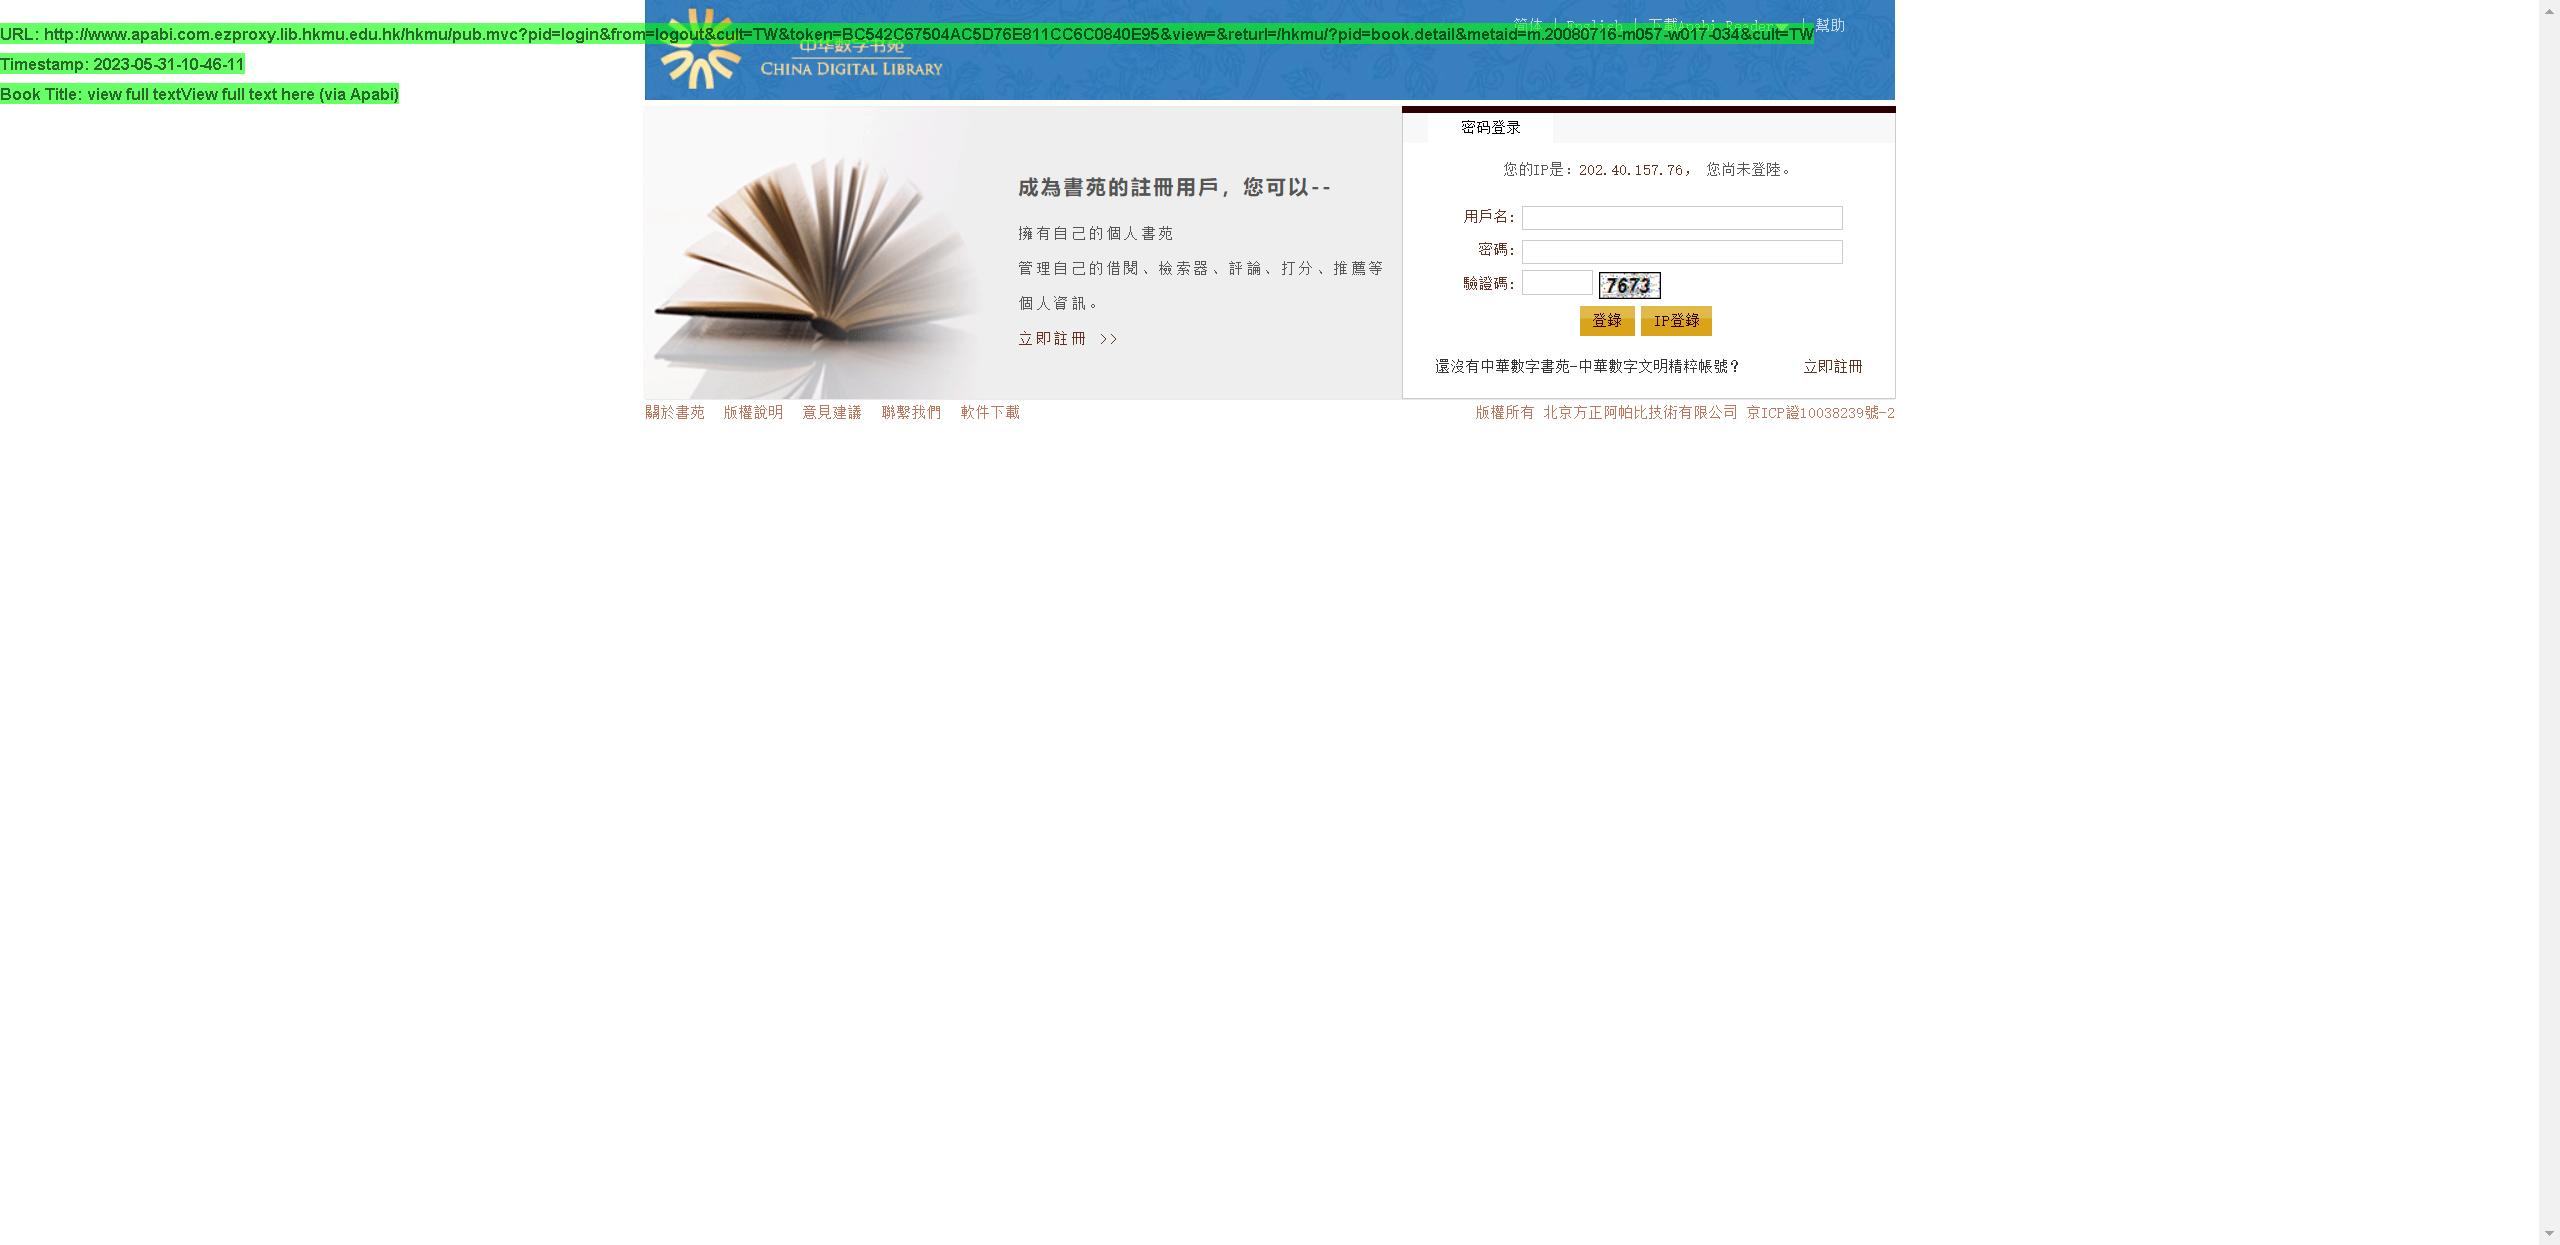 简体 | English | 下載Apabi Reader | 幫助
URL: http://www.apabi.com.ezproxy.lib.hkmu.edu.hk/hkmu/pub.mvc?pid=login&from=logout&cult=TW&token=BC542C67504AC5D76E811CC6C0840E95&view=&returl=/hkmu/?pid=book.detail&metaid=m.20080716-m057-w017-034&cult=TW
中华数字书苑
Timestamp: 2023-05-31-10-46-11
CHINA DIGITAL LIBRARY
Book Title: view full textView full text here (via Apabi)
成為書苑的註冊用戶，您可以--
擁有自己的個人書苑
管理自己的借閱、檢索器、評論、打分、推薦等
個人資訊。
立即註冊 >>
密码登录
您的IP是：202.40.157.76， 您尚未登陸。
用戶名：
密碼：
驗證碼： 7673
登錄 IP登錄
還沒有中華數字書苑-中華數字文明精粹帳號？ 立即註冊
關於書苑 版權說明 意見建議 聯繫我們 軟件下載 版權所有 北京方正阿帕比技術有限公司 京ICP證10038239號-2